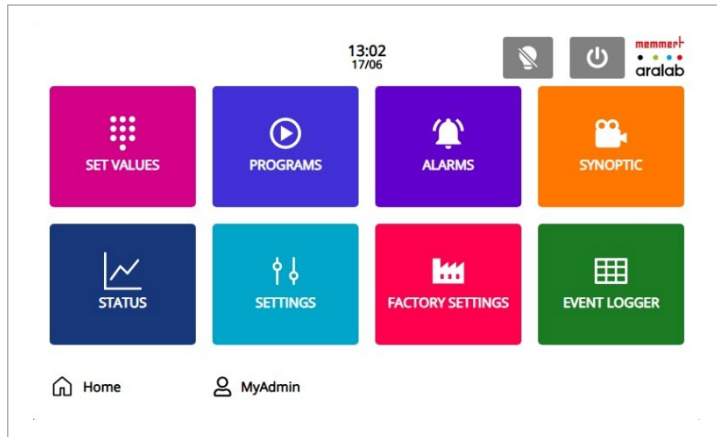 13:02
17/06
memmert
aralab
SET VALUES
PROGRAMS
ALARMS
SYNOPTIC
STATUS
SETTINGS
FACTORY SETTINGS
EVENT LOGGER
Home
MyAdmin